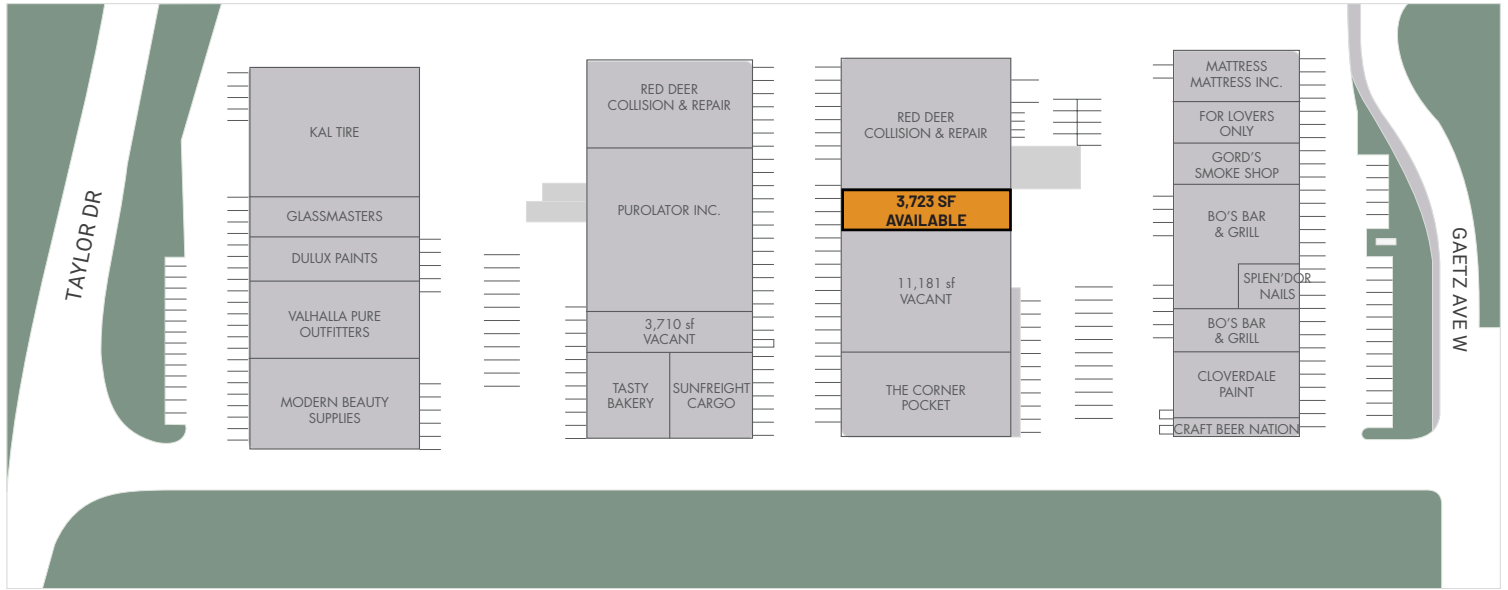 TAYLOR DR
KAL TIRE
GLASSMASTERS
DULUX PAINTS
VALHALLA PURE
OUTFITTERS
MODERN BEAUTY
SUPPLIES
RED DEER
COLLISION & REPAIR
PUROLATOR INC.
3,710 sf
VACANT
TASTY
BAKERY
SUNFREIGHT
CARGO
RED DEER
COLLISION & REPAIR
3,723 SF
AVAILABLE
11,181 sf
VACANT
THE CORNER
POCKET
MATTRESS
MATTRESS INC.
FOR LOVERS
ONLY
GORD'S
SMOKE SHOP
BO'S BAR
& GRILL
SPLEN'DOR
NAILS
BO'S BAR
& GRILL
CLOVERDALE
PAINT
CRAFT BEER NATION
GAETZ AVE W